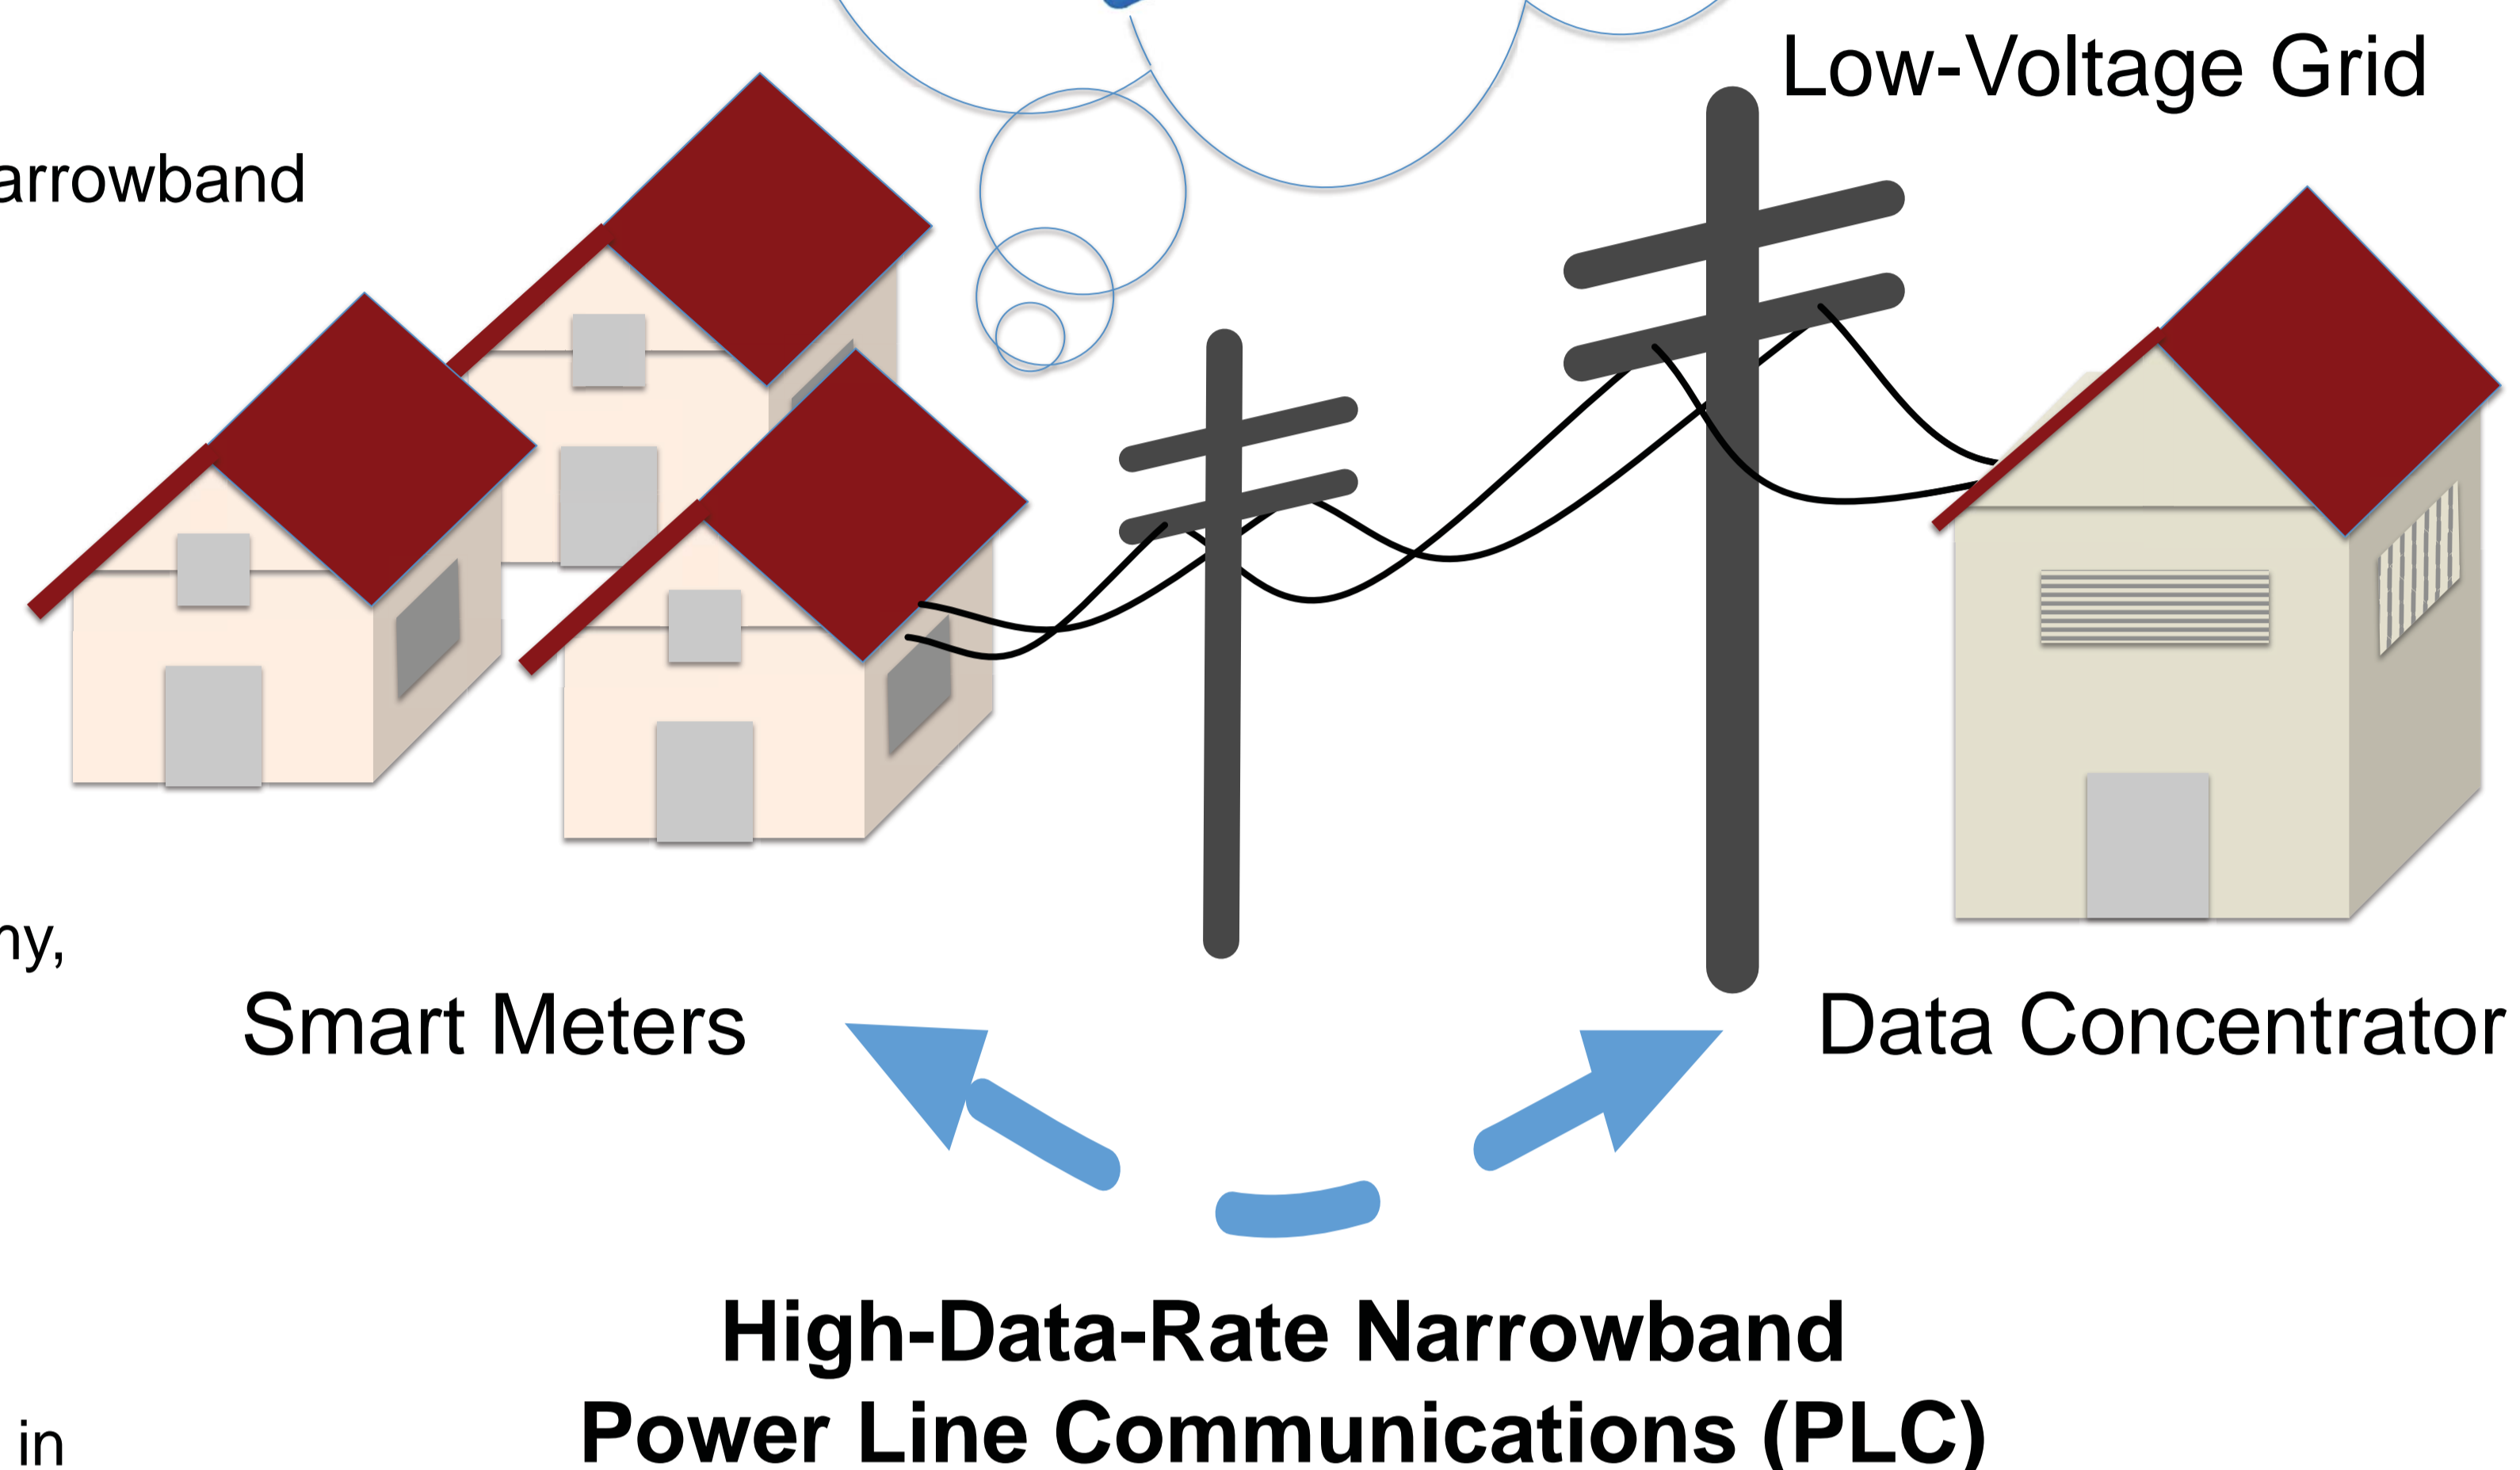 Low-Voltage Grid
arrowband
ny,
Smart Meters
Data Concentrator
High-Data-Rate Narrowband
Power Line Communications (PLC)
in